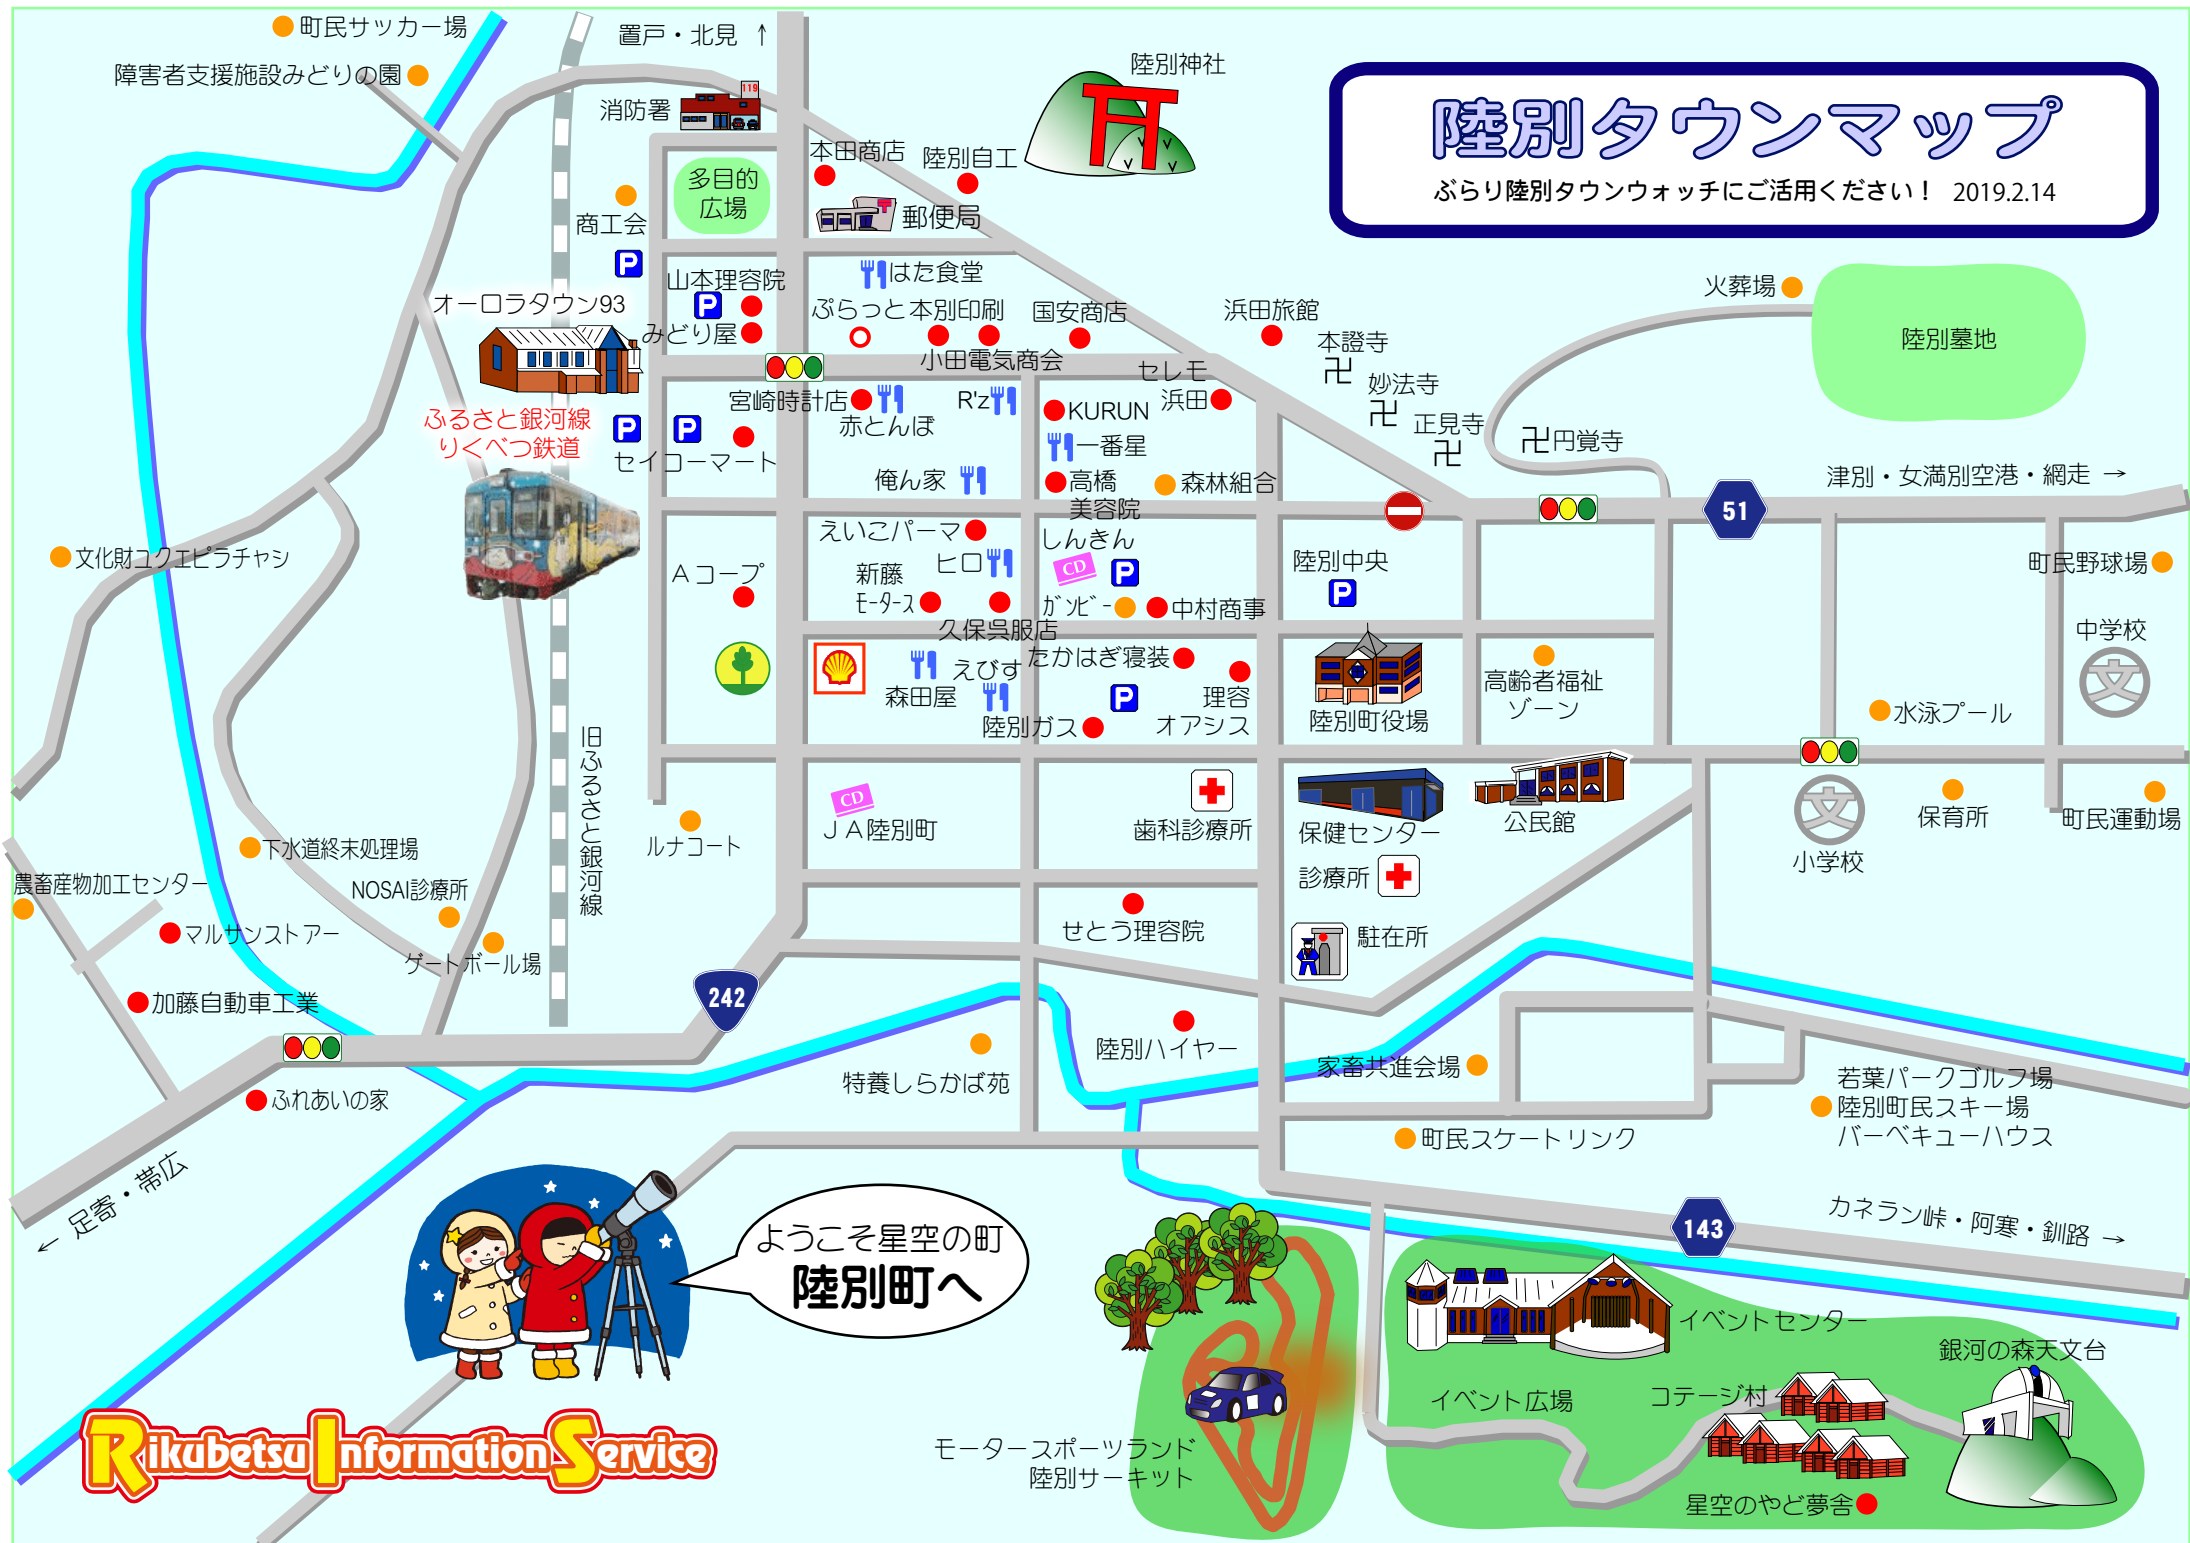 町民サッカー場
置戸・北見 ↑
障害者支援施設みどりの園
消防署
119
陸別神社
陸別タウンマップ
ぶらり陸別タウンウォッチにご活用ください！ 2019.2.14
本田商店
陸別自工
多目的
広場
商工会
郵便局
P
はた食堂
山本理容院
P
オーロラタウン93
みどり屋
ぷらっと
本別印刷
小田電気商会
国安商店
浜田旅館
火葬場
陸別墓地
本證寺
卍
妙法寺
卍
正見寺
卍
卍円覚寺
セレモ
浜田
宮崎時計店
赤とんぼ
R'z
KURUN
一番星
ふるさと銀河線
りくべつ鉄道
P
P
セイコーマート
俺ん家
高橋
美容院
森林組合
津別・女満別空港・網走 →
51
えいこパーマ
しんきん
CD
P
ヒロ
文化財ユクエピラチャシ
Aコープ
新藤
ﾓｰﾀｰｽ
久保呉服店
ｶﾞﾝﾋﾞｰ
中村商事
陸別中央
P
町民野球場
中学校
文
たかはぎ寝装
えびす
森田屋
P
陸別ガス
理容
オアシス
陸別町役場
高齢者福祉
ゾーン
水泳プール
旧ふるさと銀河線
CD
JA陸別町
歯科診療所
保健センター
公民館
文
小学校
保育所
町民運動場
ルナコート
下水道終末処理場
農畜産物加工センター
NOSAI診療所
診療所
マルサンストアー
ゲートボール場
せとう理容院
駐在所
加藤自動車工業
242
陸別ハイヤー
特養しらかば苑
家畜共進会場
ふれあいの家
若葉パークゴルフ場
陸別町民スキー場
バーベキューハウス
町民スケートリンク
← 足寄・帯広
143
カネラン峠・阿寒・釧路 →
ようこそ星空の町
陸別町へ
イベントセンター
銀河の森天文台
イベント広場
コテージ村
モータースポーツランド
陸別サーキット
星空のやど夢舎
Rikubetsu Information Service